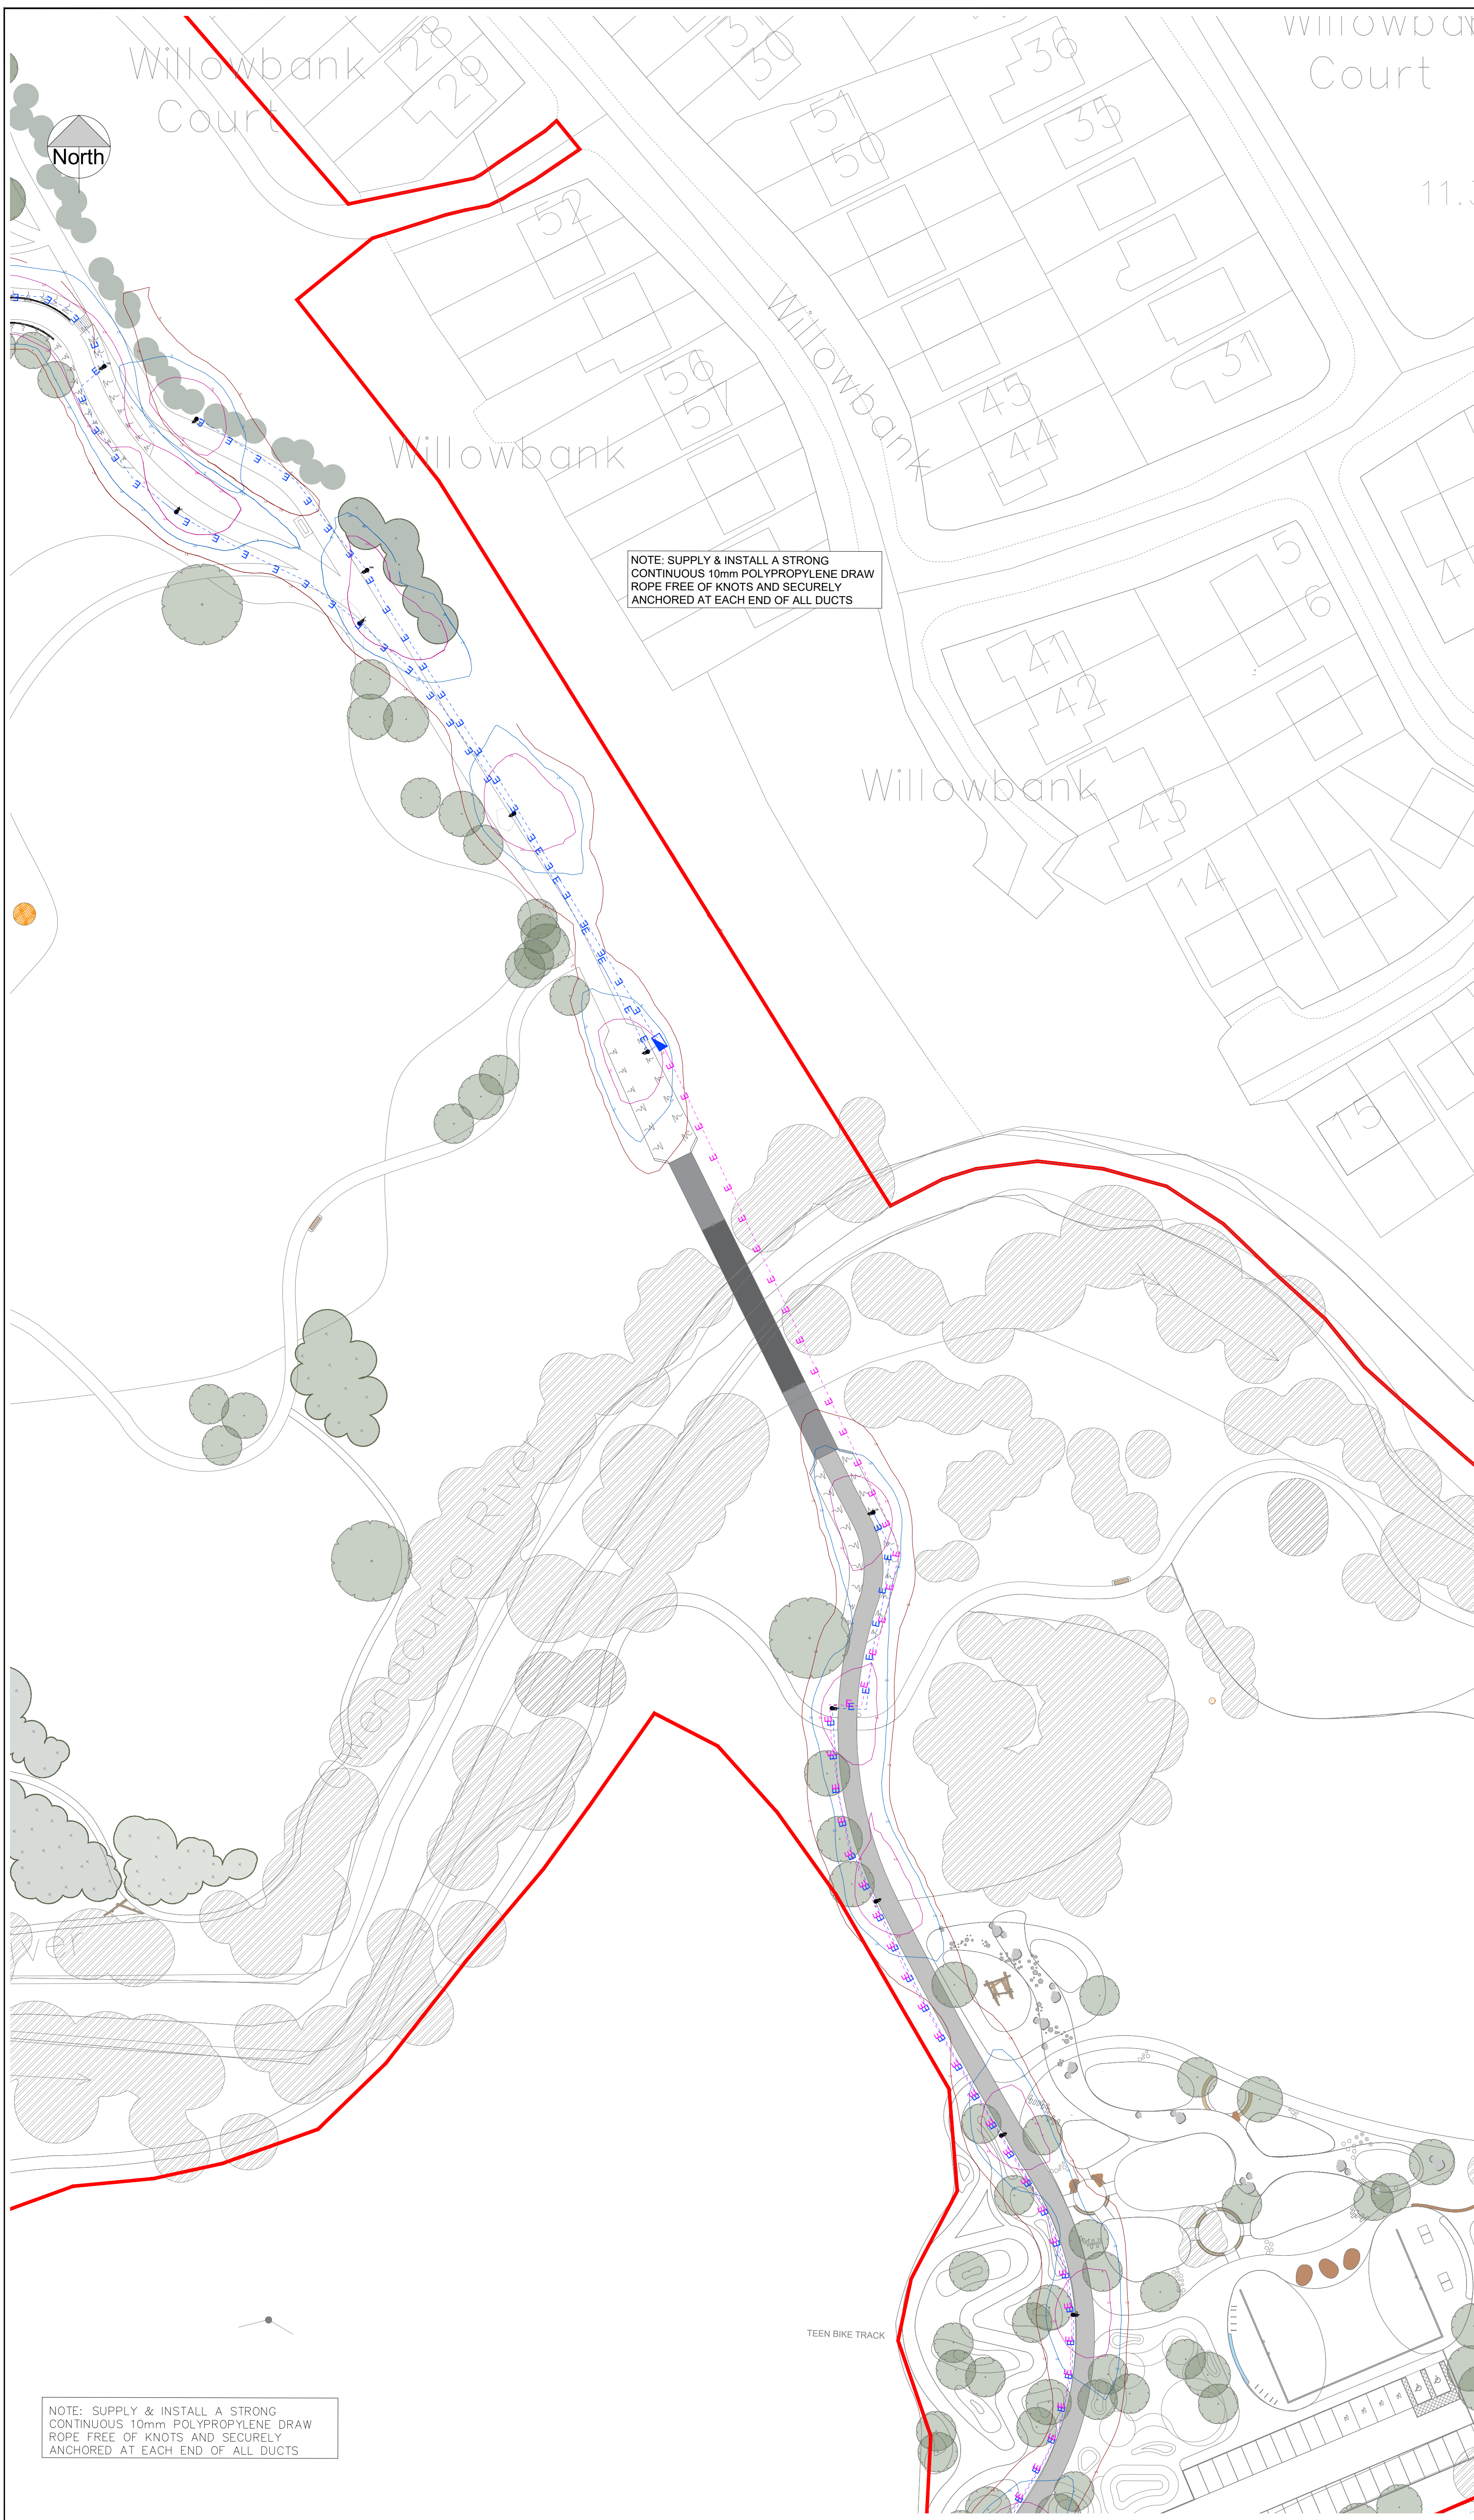 Willowbank
Court
North
28
29
36
35
51
50
Court
52
Willowbank
31
56
57
45
44
Willowbank
NOTE: SUPPLY & INSTALL A STRONG
CONTINUOUS 10mm POLYPROPYLENE DRAW
ROPE FREE OF KNOTS AND SECURELY
ANCHORED AT EACH END OF ALL DUCTS
5
6
41
42
Willowbank
43
14
15
River
TEEN BIKE TRACK
NOTE: SUPPLY & INSTALL A STRONG
CONTINUOUS 10mm POLYPROPYLENE DRAW
ROPE FREE OF KNOTS AND SECURELY
ANCHORED AT EACH END OF ALL DUCTS